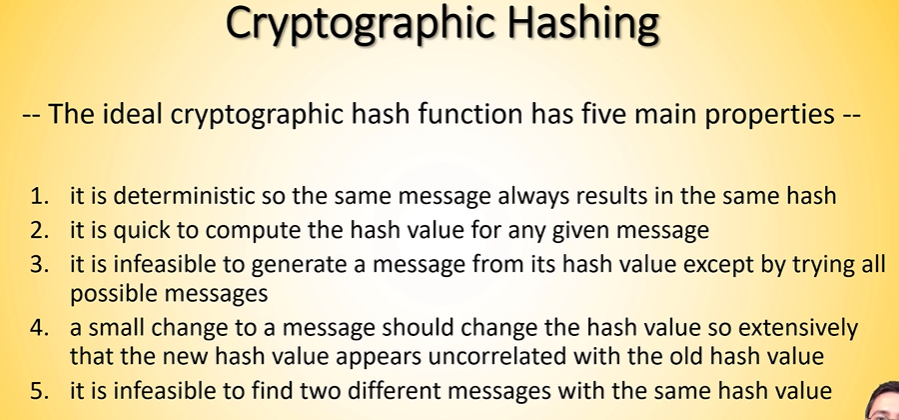 Cryptographic Hashing
-- The ideal cryptographic hash function has five main properties --
1. it is deterministic so the same message always results in the same hash
2. it is quick to compute the hash value for any given message
3. it is infeasible to generate a message from its hash value except by trying all
possible messages
4. a small change to a message should change the hash value so extensively
that the new hash value appears uncorrelated with the old hash value
5. it is infeasible to find two different messages with the same hash value